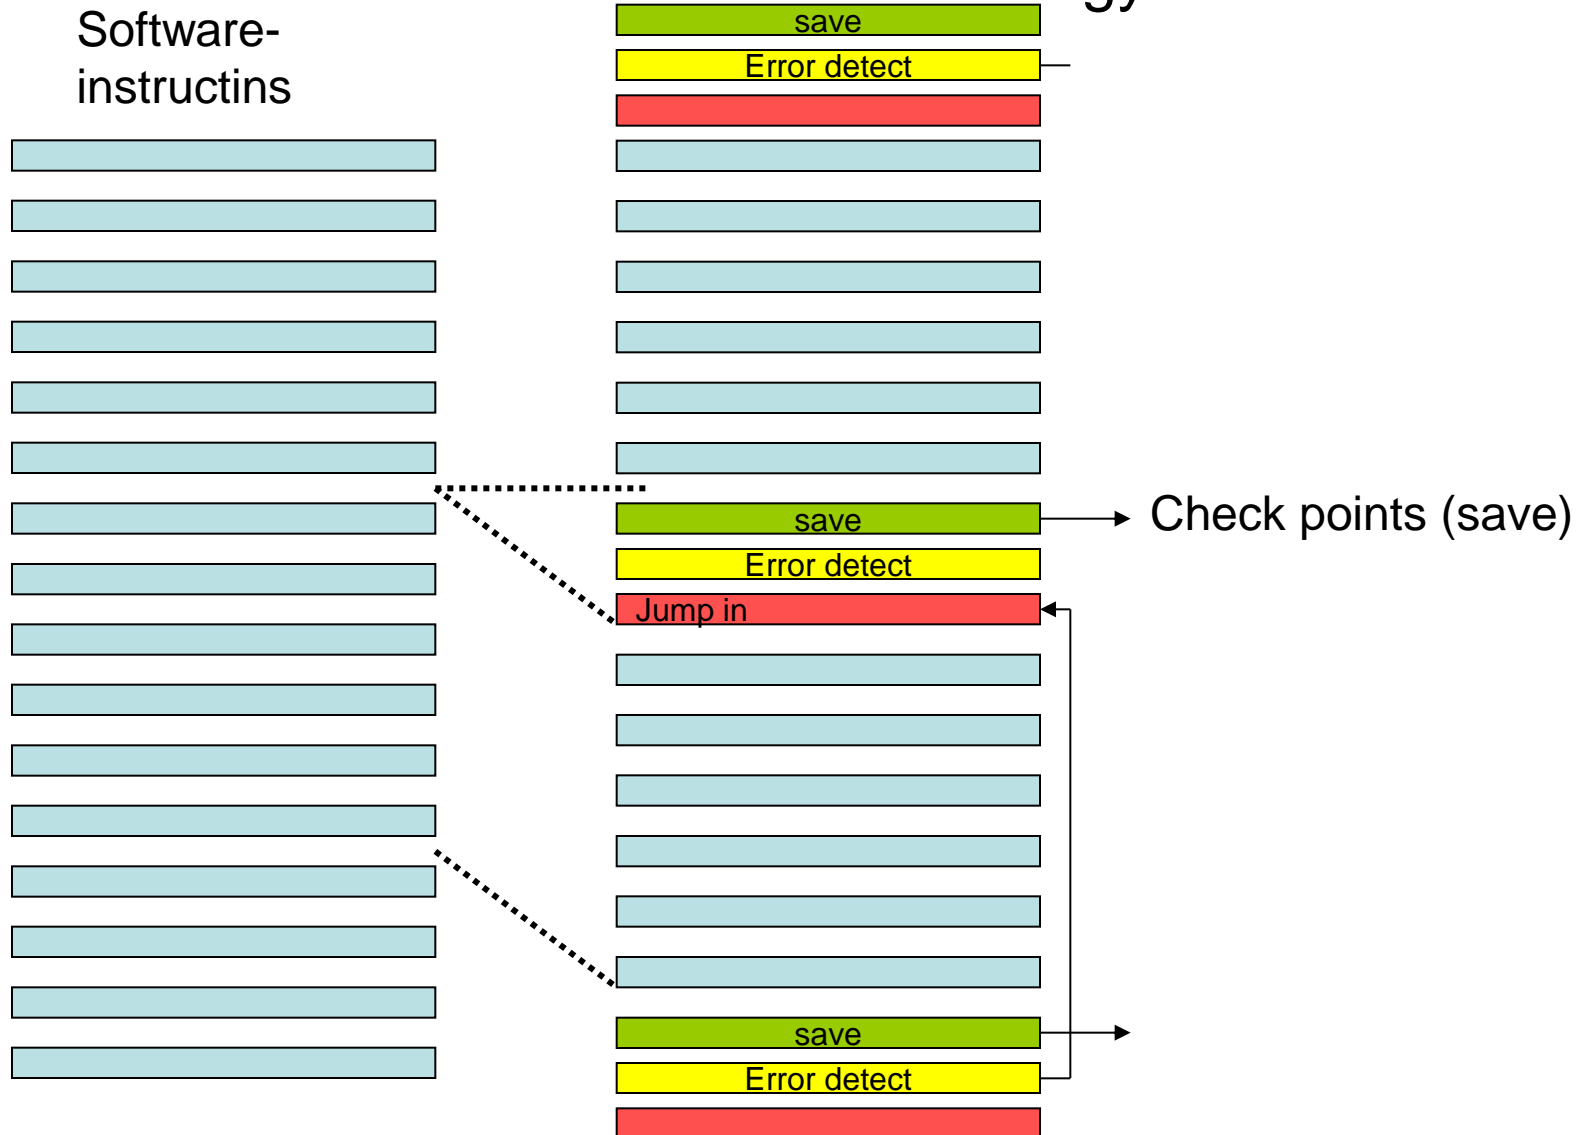 Software-
instructins
save
Error detect
save
Check points (save)
Error detect
Jump in
save
Error detect